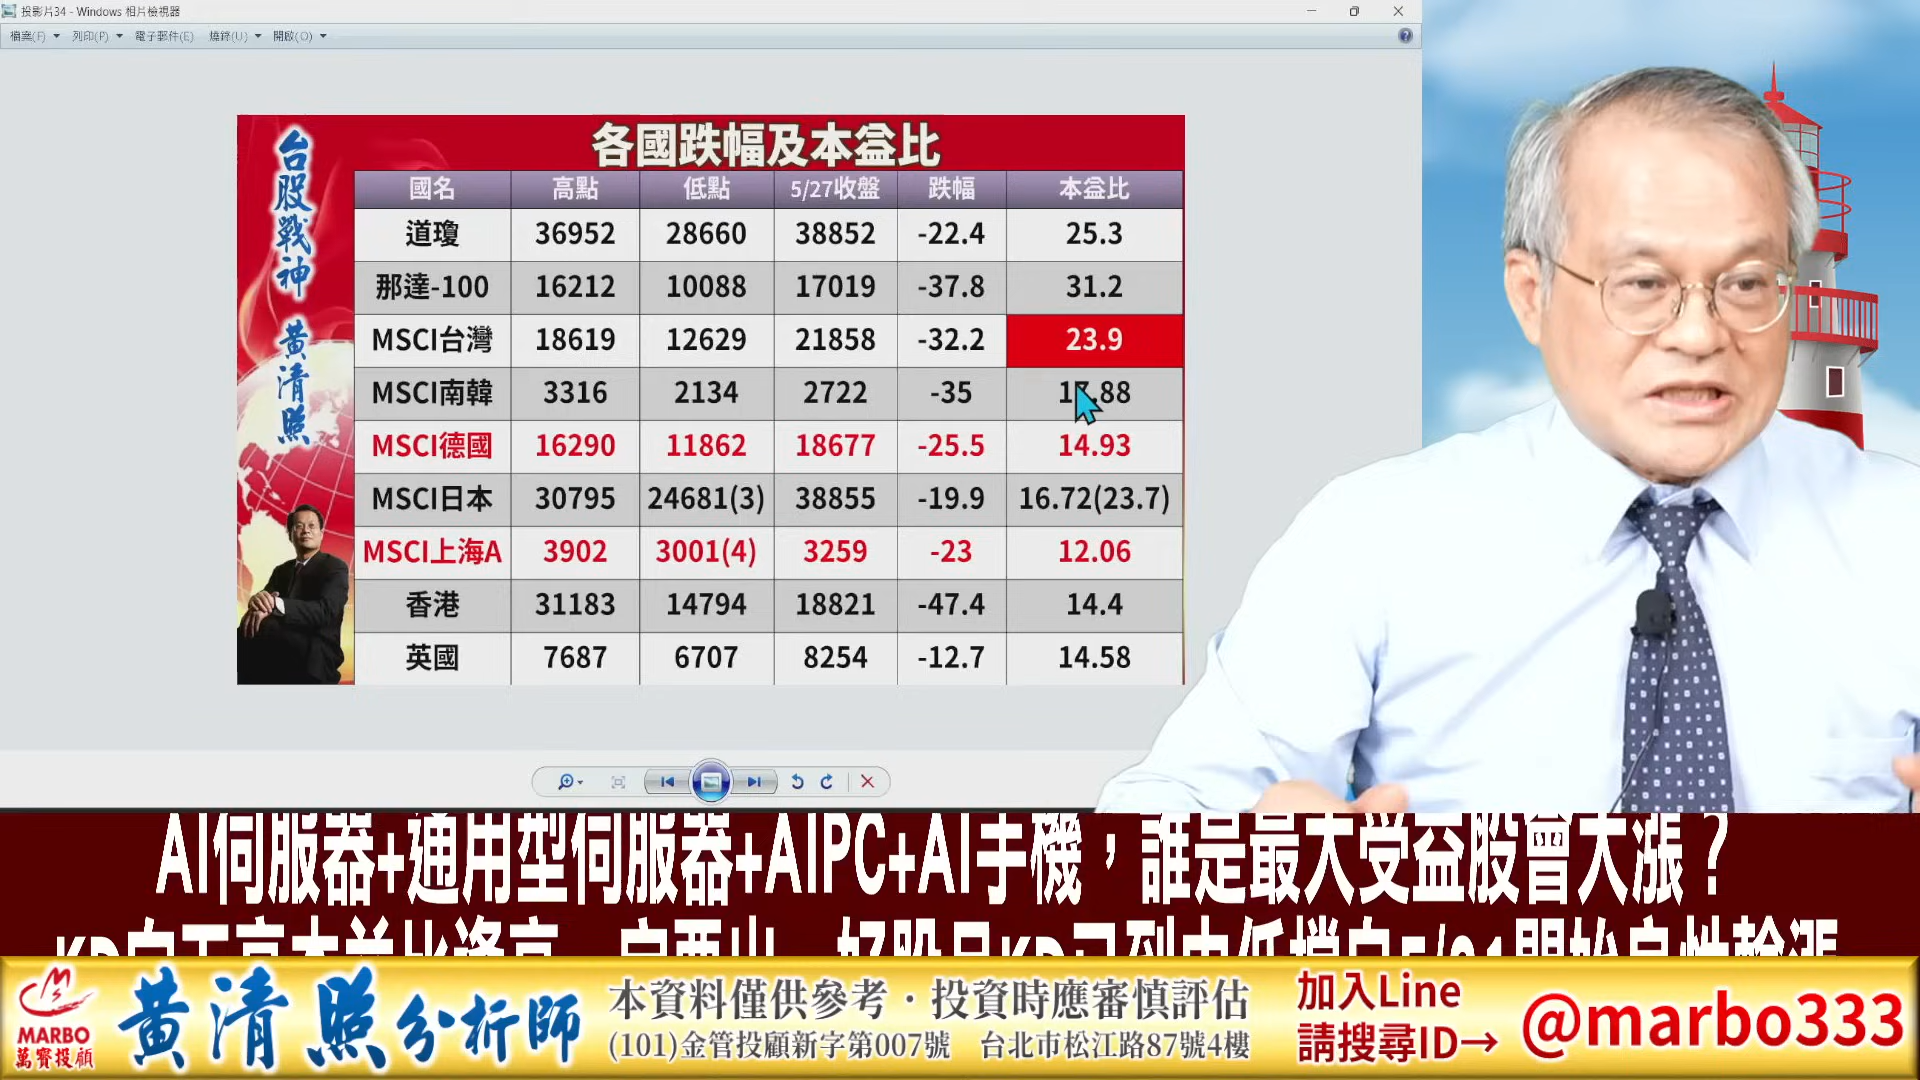 投影片34 - Windows 相片檢視器
檔案(F) 列印(P) 電子郵件(E) 燒錄(U) 開啟(O)
台股戰神 黃清照
各國跌幅及本益比
國名 高點 低點 5/27收盤 跌幅 本益比
道瓊 36952 28660 38852 -22.4 25.3
那達-100 16212 10088 17019 -37.8 31.2
MSCI台灣 18619 12629 21858 -32.2 23.9
MSCI南韓 3316 2134 2722 -35 .88
MSCI德國 16290 11862 18677 -25.5 14.93
MSCI日本 30795 24681(3) 38855 -19.9 16.72(23.7)
MSCI上海A 3902 3001(4) 3259 -23 12.06
香港 31183 14794 18821 -47.4 14.4
英國 7687 6707 8254 -12.7 14.58
AI伺服器+通用型伺服器+AIPC+AI手機，誰是最大受益股會大漲？
MARBO
萬寶投顧
黃清照分析師
本資料僅供參考．投資時應審慎評估
(101)金管投顧新字第007號 台北市松江路87號4樓
加入Line
請搜尋ID→
@marbo333